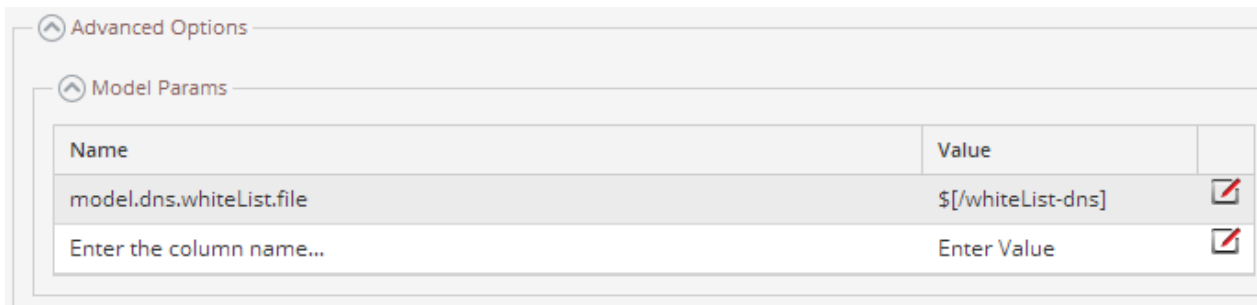 Advanced Options
Model Params
Name Value
model.dns.whiteList.file $[/whiteList-dns]
Enter the column name... Enter Value